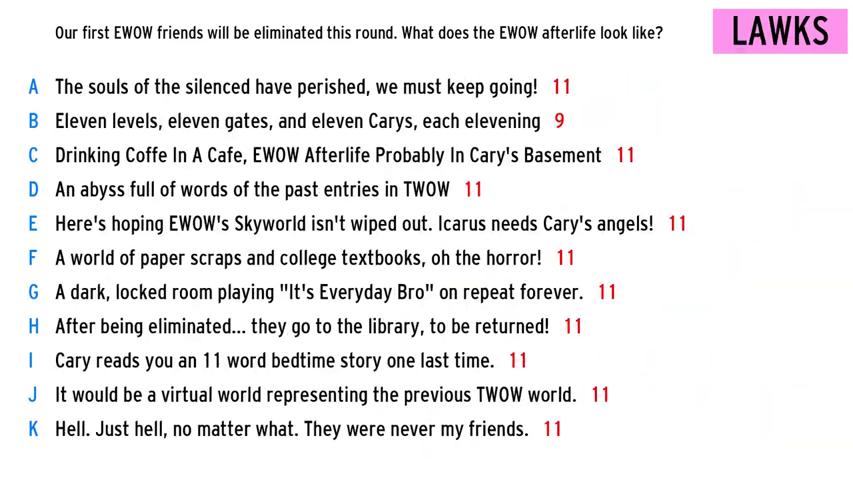 Our first EWOW friends will be eliminated this round. What does the EWOW afterlife look like?
LAWKS
A The souls of the silenced have perished, we must keep going! 11
B Eleven levels, eleven gates, and eleven Carys, each elevening 9
C Drinking Coffe In A Cafe, EWOW Afterlife Probably In Cary's Basement 11
D An abyss full of words of the past entries in TWOW 11
E Here's hoping EWOW's Skyworld isn't wiped out. Icarus needs Cary's angels! 11
F A world of paper scraps and college textbooks, oh the horror! 11
G A dark, locked room playing "It's Everyday Bro" on repeat forever. 11
H After being eliminated... they go to the library, to be returned! 11
I Cary reads you an 11 word bedtime story one last time. 11
J It would be a virtual world representing the previous TWOW world. 11
K Hell. Just hell, no matter what. They were never my friends. 11